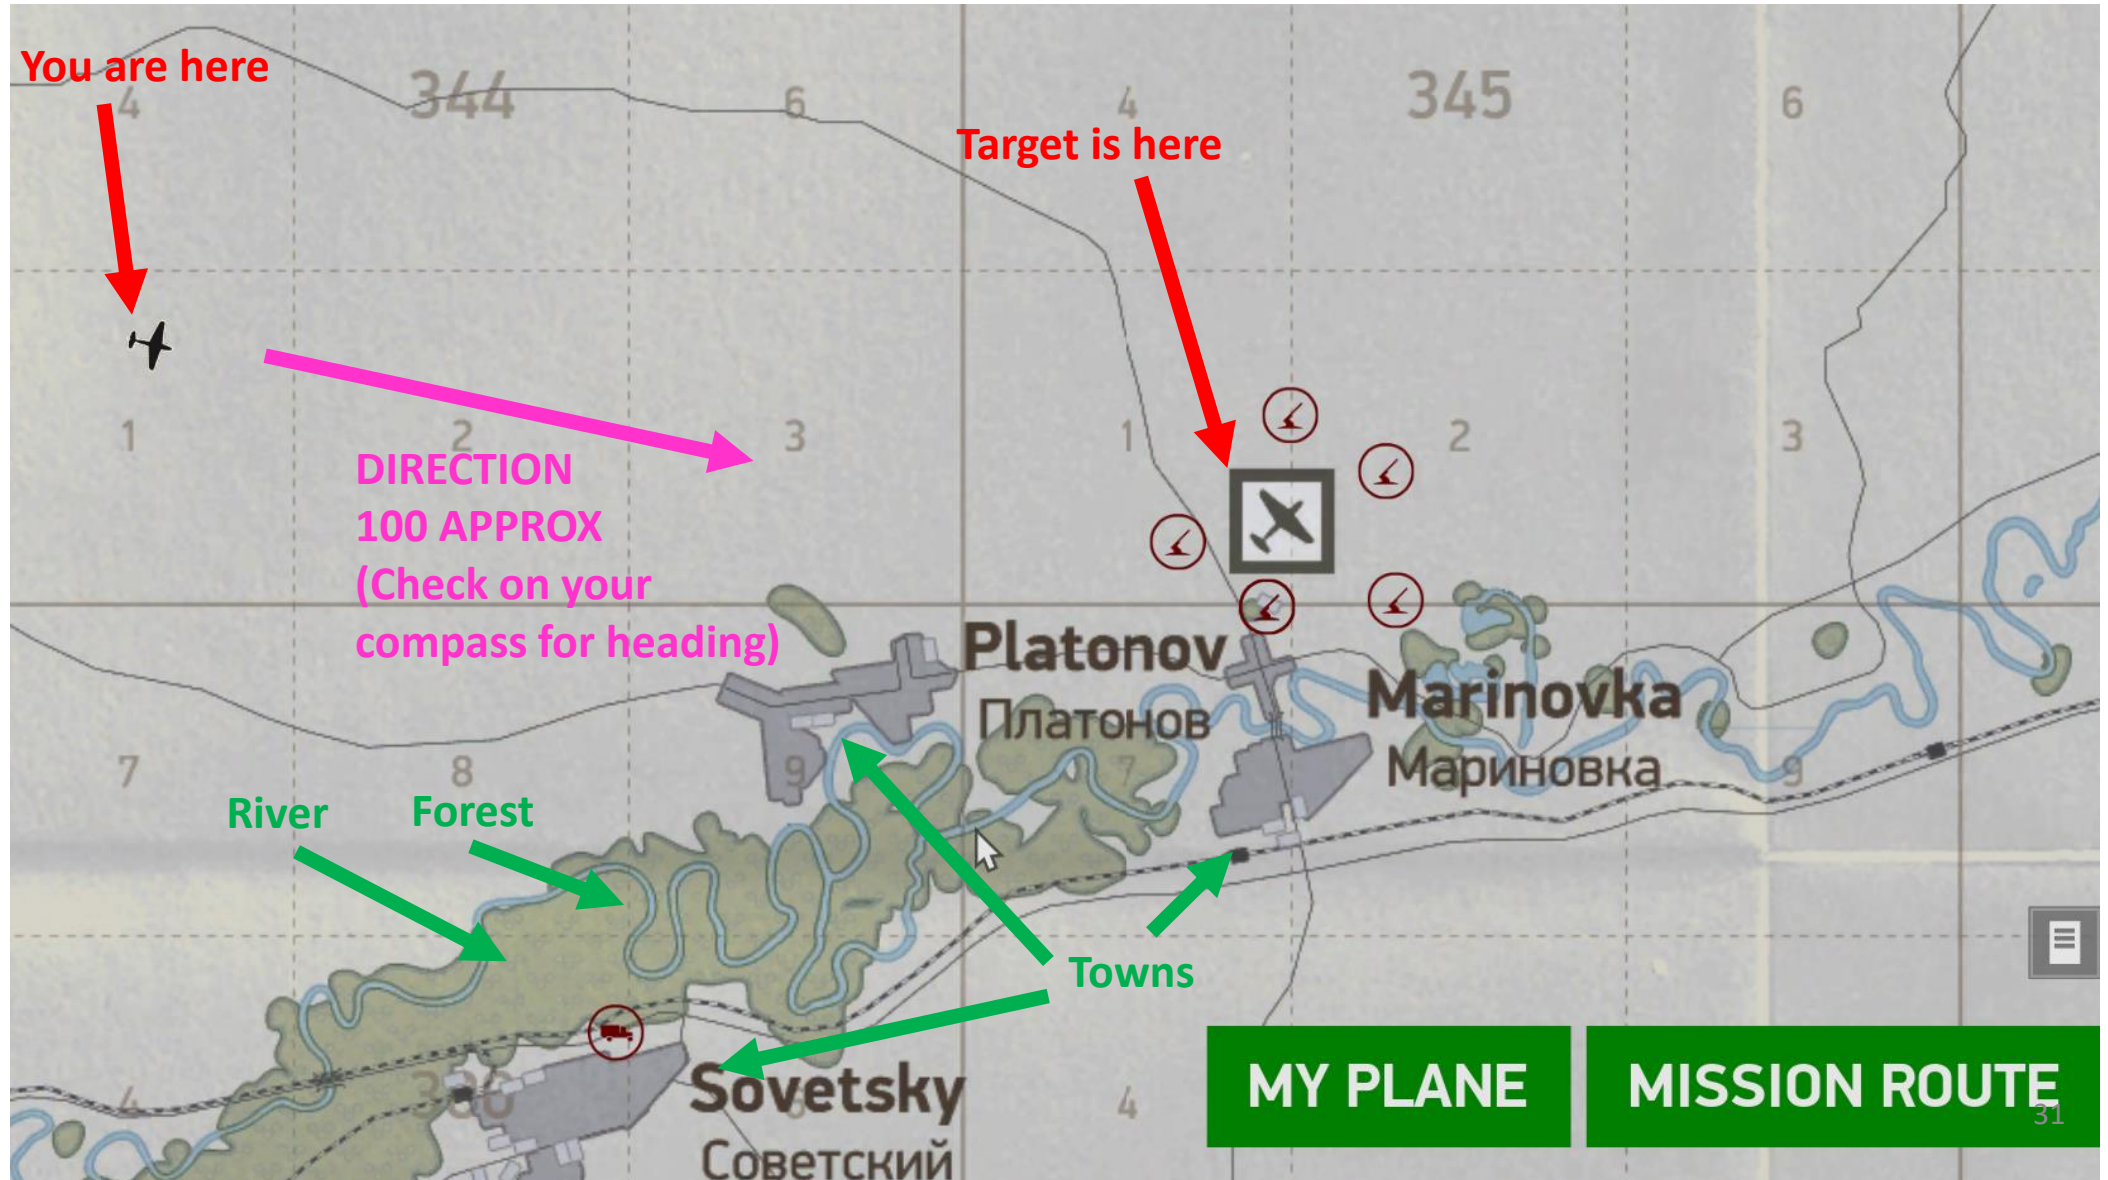 You are here
4
344
6
4
345
6
Target is here
1
2
3
1
2
3
DIRECTION
100 APPROX
(Check on your
compass for heading)
Platonov
Платонов
Marinovka
Мариновка
7
8
9
7
9
River
Forest
Towns
4
Sovetsky
Советский
4
MY PLANE
MISSION ROUTE
31